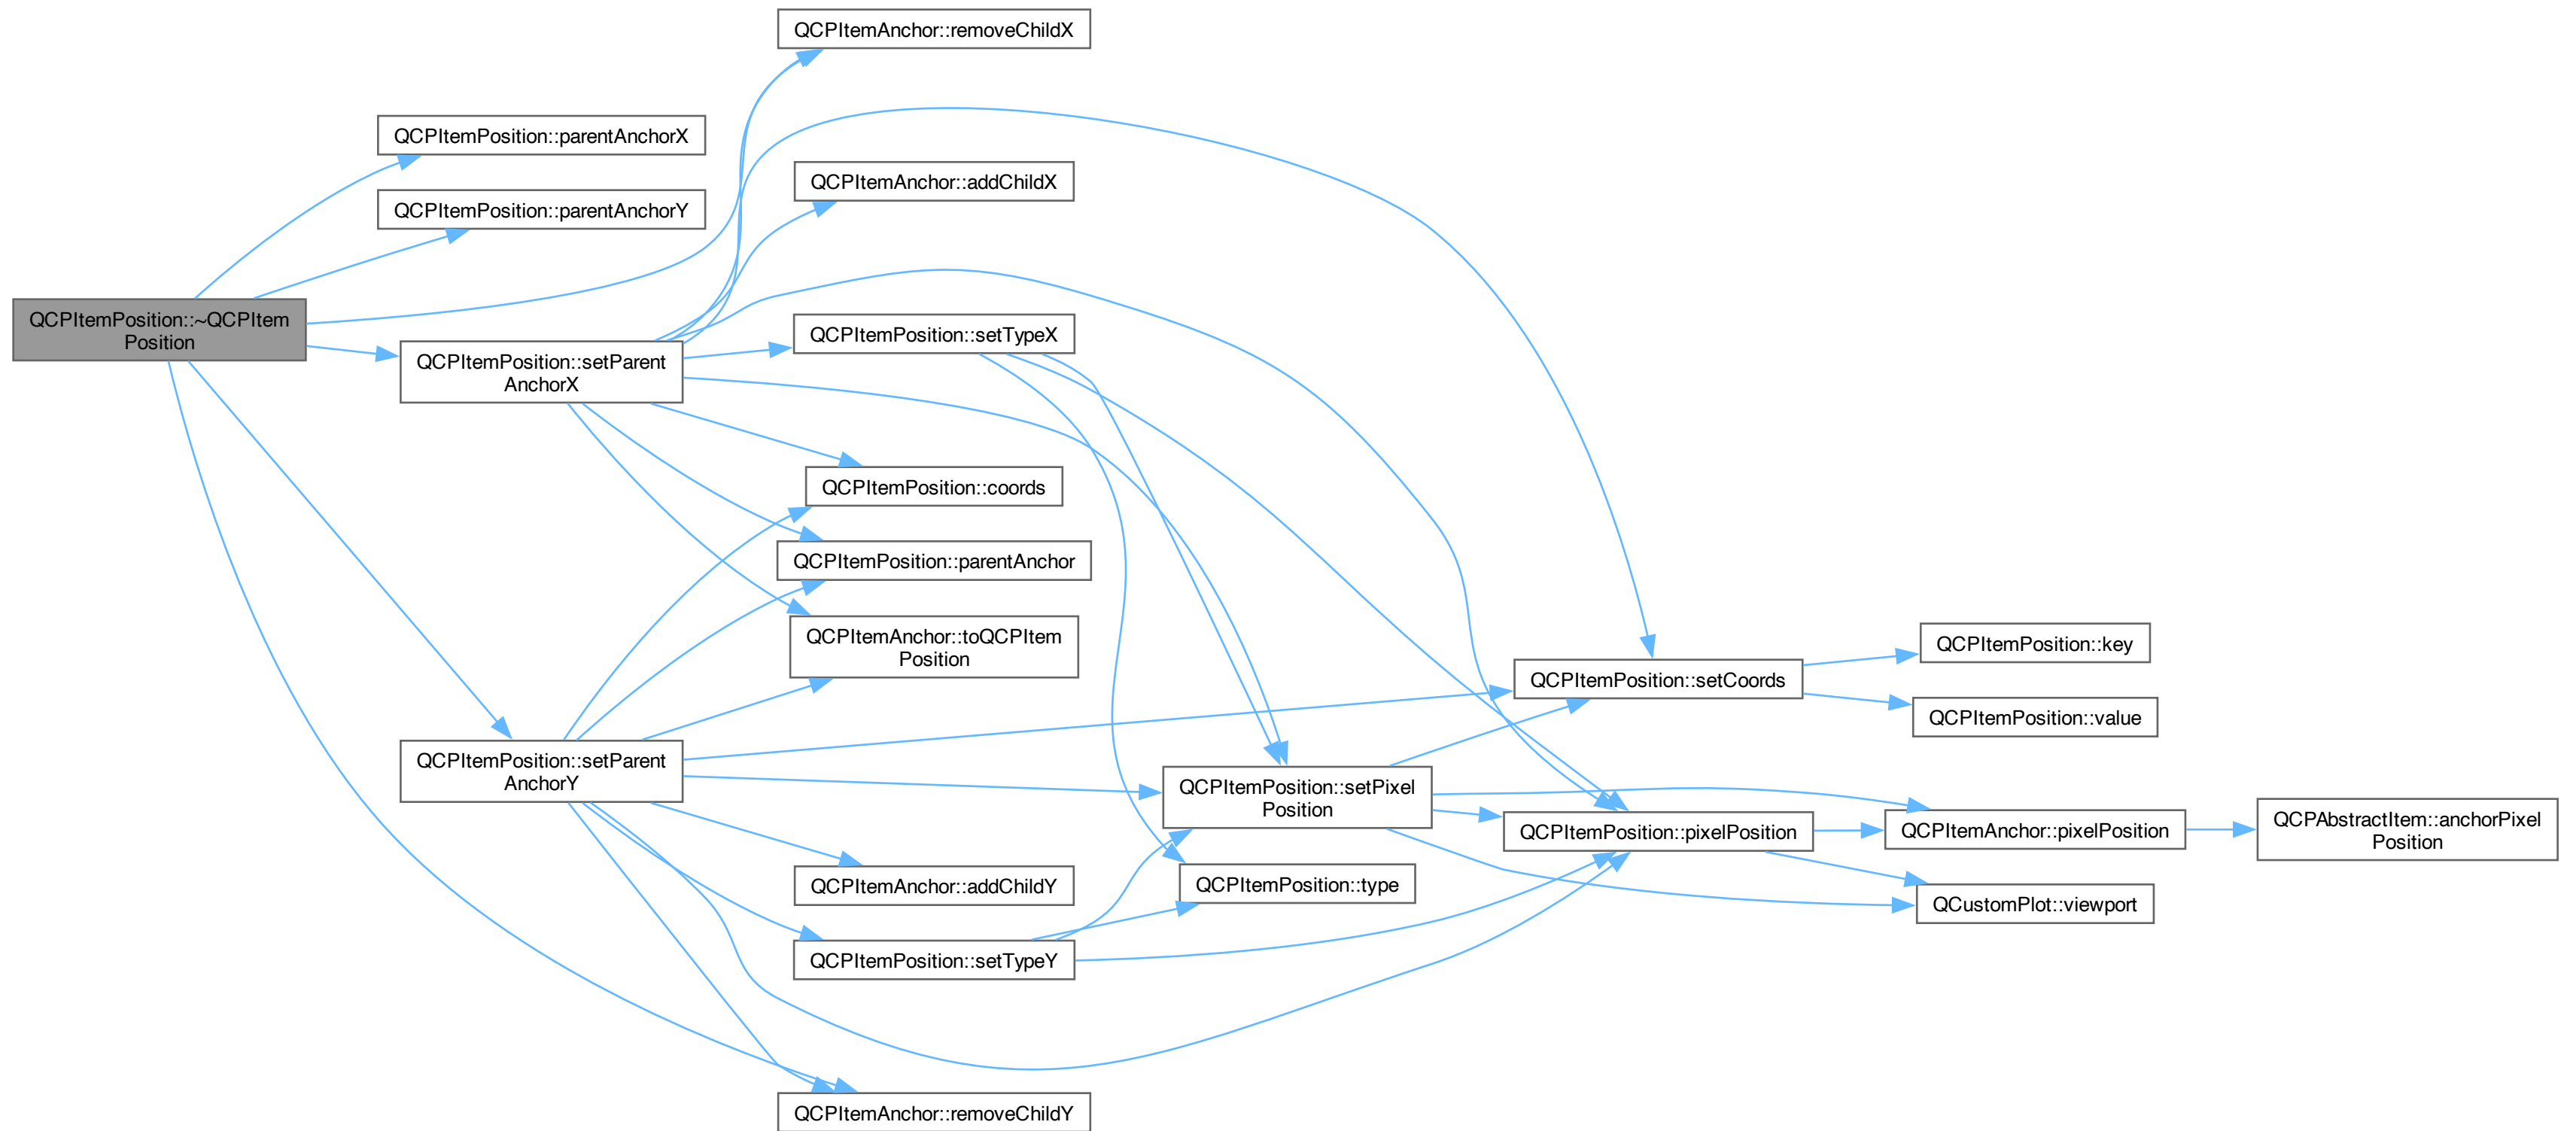 QCPItemAnchor::removeChildX
QCPItemPosition::parentAnchorX
QCPItemAnchor::addChildX
QCPItemPosition::parentAnchorY
QCPItemPosition::~QCPItem
Position
QCPItemPosition::setTypeX
QCPItemPosition::setParent
AnchorX
QCPItemPosition::coords
QCPItemPosition::parentAnchor
QCPItemAnchor::toQCPItem
Position
QCPItemPosition::key
QCPItemPosition::setCoords
QCPItemPosition::value
QCPItemPosition::setParent
AnchorY
QCPItemPosition::setPixel
Position
QCPItemPosition::pixelPosition
QCPItemAnchor::pixelPosition
QCPAbstractItem::anchorPixel
Position
QCPItemAnchor::addChildY
QCPItemPosition::type
QCustomPlot::viewport
QCPItemPosition::setTypeY
QCPItemAnchor::removeChildY